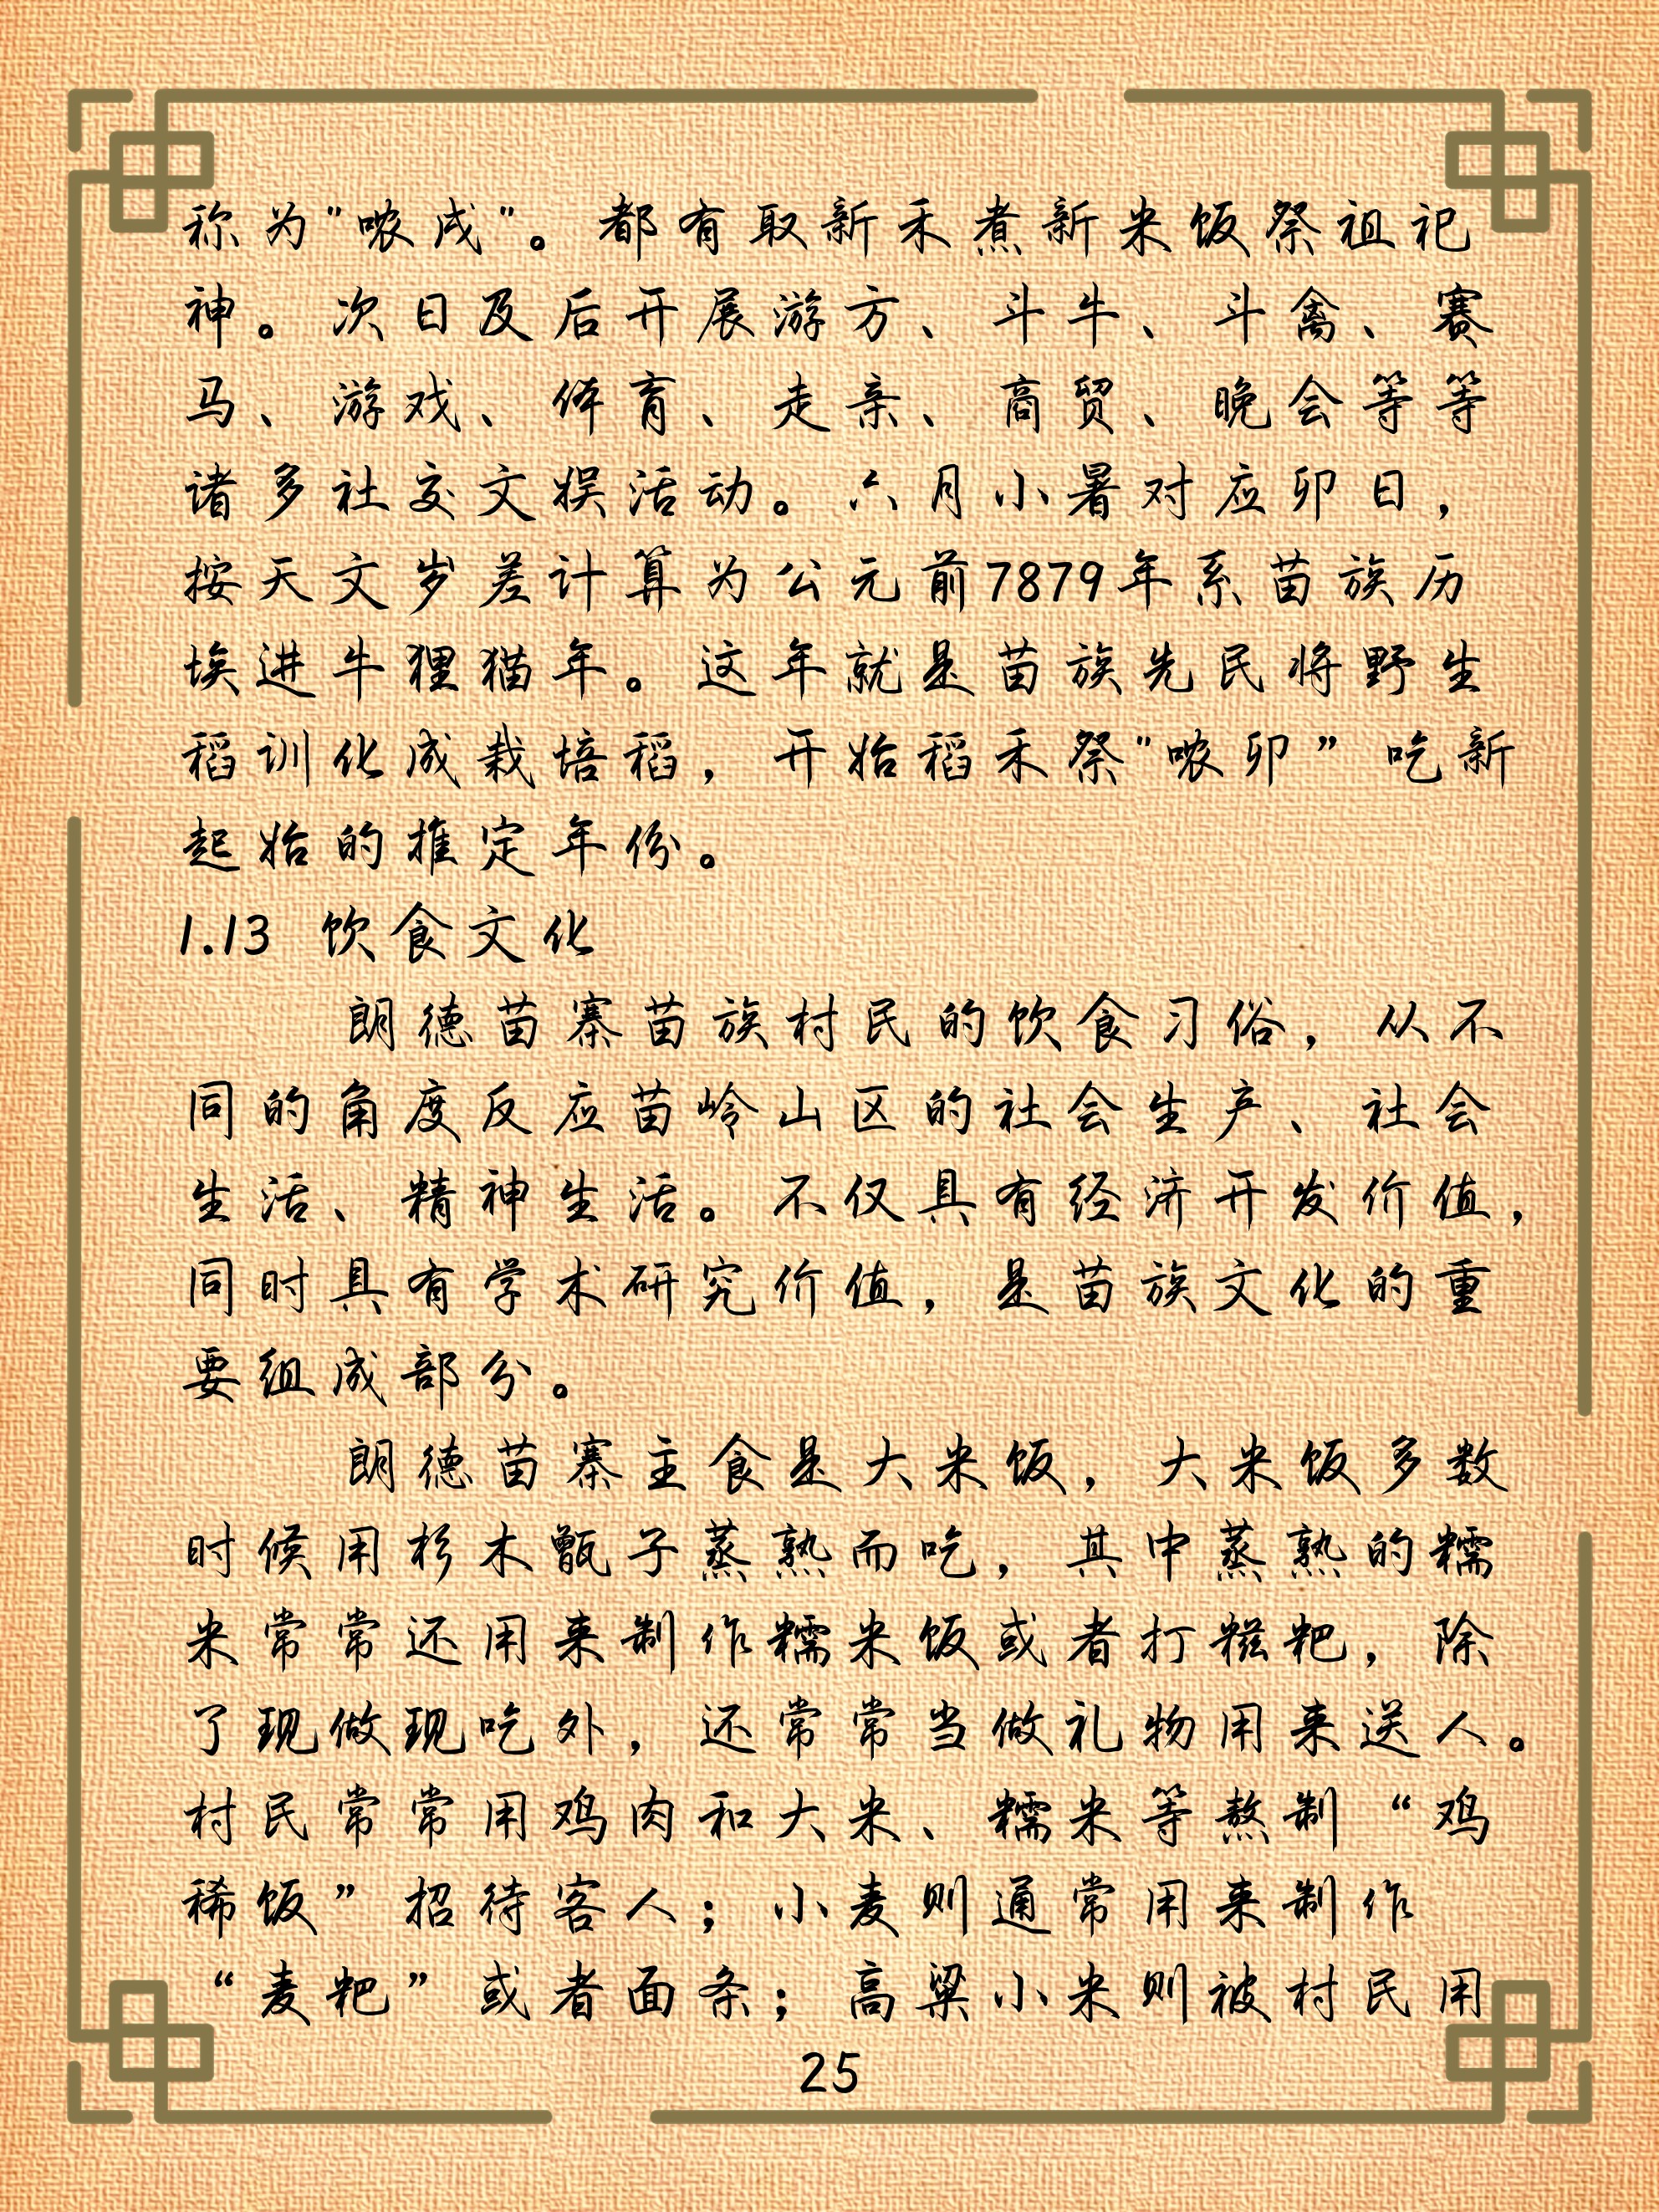 称为"哝戌"。都有取新禾煮新米饭祭祖祀
神。次日及后开展游方、斗牛、斗禽、赛
马、游戏、体育、走亲、商贸、晚会等等
诸多社交文娱活动。六月小暑对应卯日，
按天文岁差计算为公元前7879年系苗族历
埃进牛狸猫年。这年就是苗族先民将野生
稻训化成栽培稻，开始稻禾祭"哝卯”吃新
起始的推定年份。
1.13 饮食文化
朗德苗寨苗族村民的饮食习俗，从不
同的角度反应苗岭山区的社会生产、社会
生活、精神生活。不仅具有经济开发价值，
同时具有学术研究价值，是苗族文化的重
要组成部分。
朗德苗寨主食是大米饭，大米饭多数
时候用杉木甑子蒸熟而吃，其中蒸熟的糯
米常常还用来制作糯米饭或者打糍粑，除
了现做现吃外，还常常当做礼物用来送人。
村民常常用鸡肉和大米、糯米等熬制“鸡
稀饭”招待客人；小麦则通常用来制作
“麦粑”或者面条；高粱小米则被村民用
25